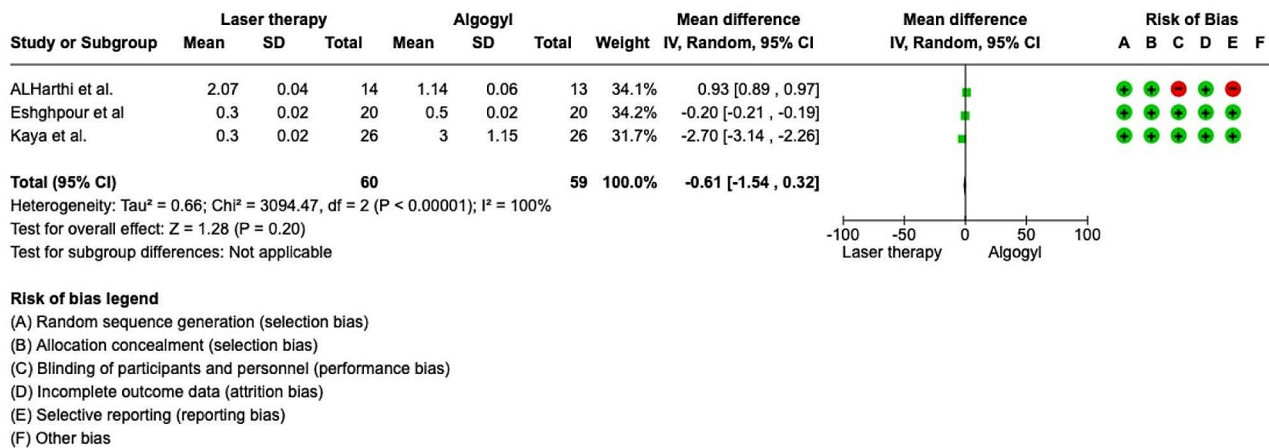 Laser therapy Algogyl Mean difference Mean difference Risk of Bias
Study or Subgroup Mean SD Total Mean SD Total Weight IV, Random, 95% CI IV, Random, 95% CI A B C D E F
ALHarthi et al. 2.07 0.04 14 1.14 0.06 13 34.1% 0.93 [0.89 , 0.97] + + - + -
Eshghpour et al 0.3 0.02 20 0.5 0.02 20 34.2% -0.20 [-0.21 , -0.19] + + + + +
Kaya et al. 0.3 0.02 26 3 1.15 26 31.7% -2.70 [-3.14 , -2.26] + + + + +
Total (95% CI) 60 59 100.0% -0.61 [-1.54 , 0.32]
Heterogeneity: Tau² = 0.66; Chi² = 3094.47, df = 2 (P < 0.00001); I² = 100%
Test for overall effect: Z = 1.28 (P = 0.20)
-100 -50 0 50 100
Test for subgroup differences: Not applicable
Laser therapy Algogyl
Risk of bias legend
(A) Random sequence generation (selection bias)
(B) Allocation concealment (selection bias)
(C) Blinding of participants and personnel (performance bias)
(D) Incomplete outcome data (attrition bias)
(E) Selective reporting (reporting bias)
(F) Other bias